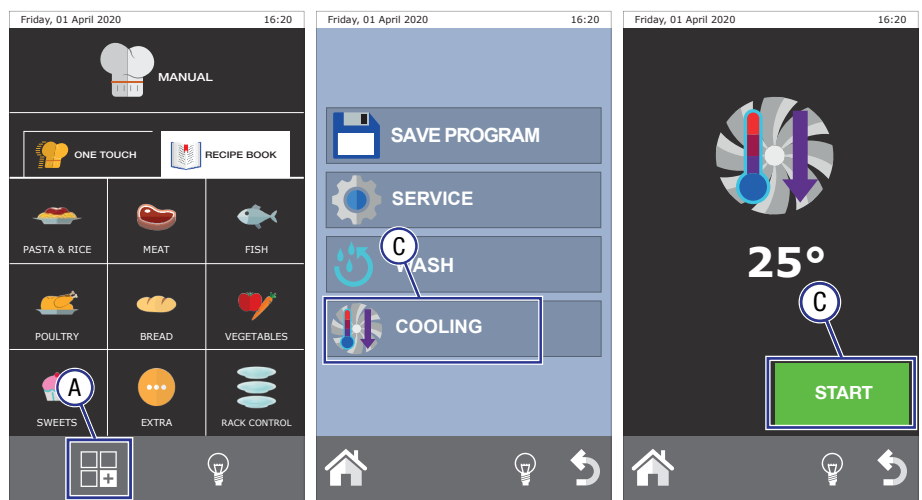 Friday, 01 April 2020 16:20
MANUAL
ONE TOUCH
RECIPE BOOK
PASTA & RICE
MEAT
FISH
POULTRY
BREAD
VEGETABLES
SWEETS
EXTRA
RACK CONTROL
A
Friday, 01 April 2020 16:20
SAVE PROGRAM
SERVICE
C
WASH
COOLING
Friday, 01 April 2020 16:20
25°
C
START